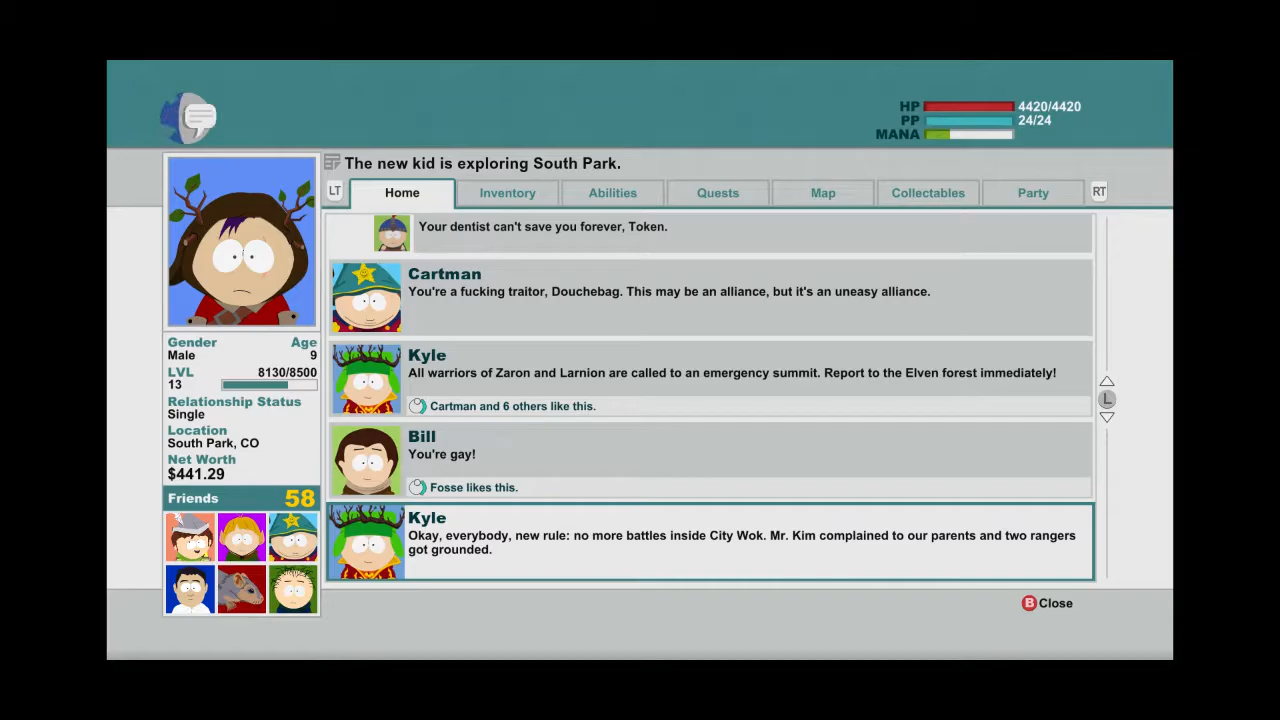 HP 4420/4420
PP 24/24
MANA
The new kid is exploring South Park.
LT Home Inventory Abilities Quests Map Collectables Party RT
Your dentist can't save you forever, Token.
Cartman
You're a fucking traitor, Douchebag. This may be an alliance, but it's an uneasy alliance.
Kyle
All warriors of Zaron and Larnion are called to an emergency summit. Report to the Elven forest immediately!
Cartman and 6 others like this.
Bill
You're gay!
Fosse likes this.
Kyle
Okay, everybody, new rule: no more battles inside City Wok. Mr. Kim complained to our parents and two rangers
got grounded.
Gender Age
Male 9
LVL 8130/8500
13
Relationship Status
Single
Location
South Park, CO
Net Worth
$441.29
Friends 58
L
B Close